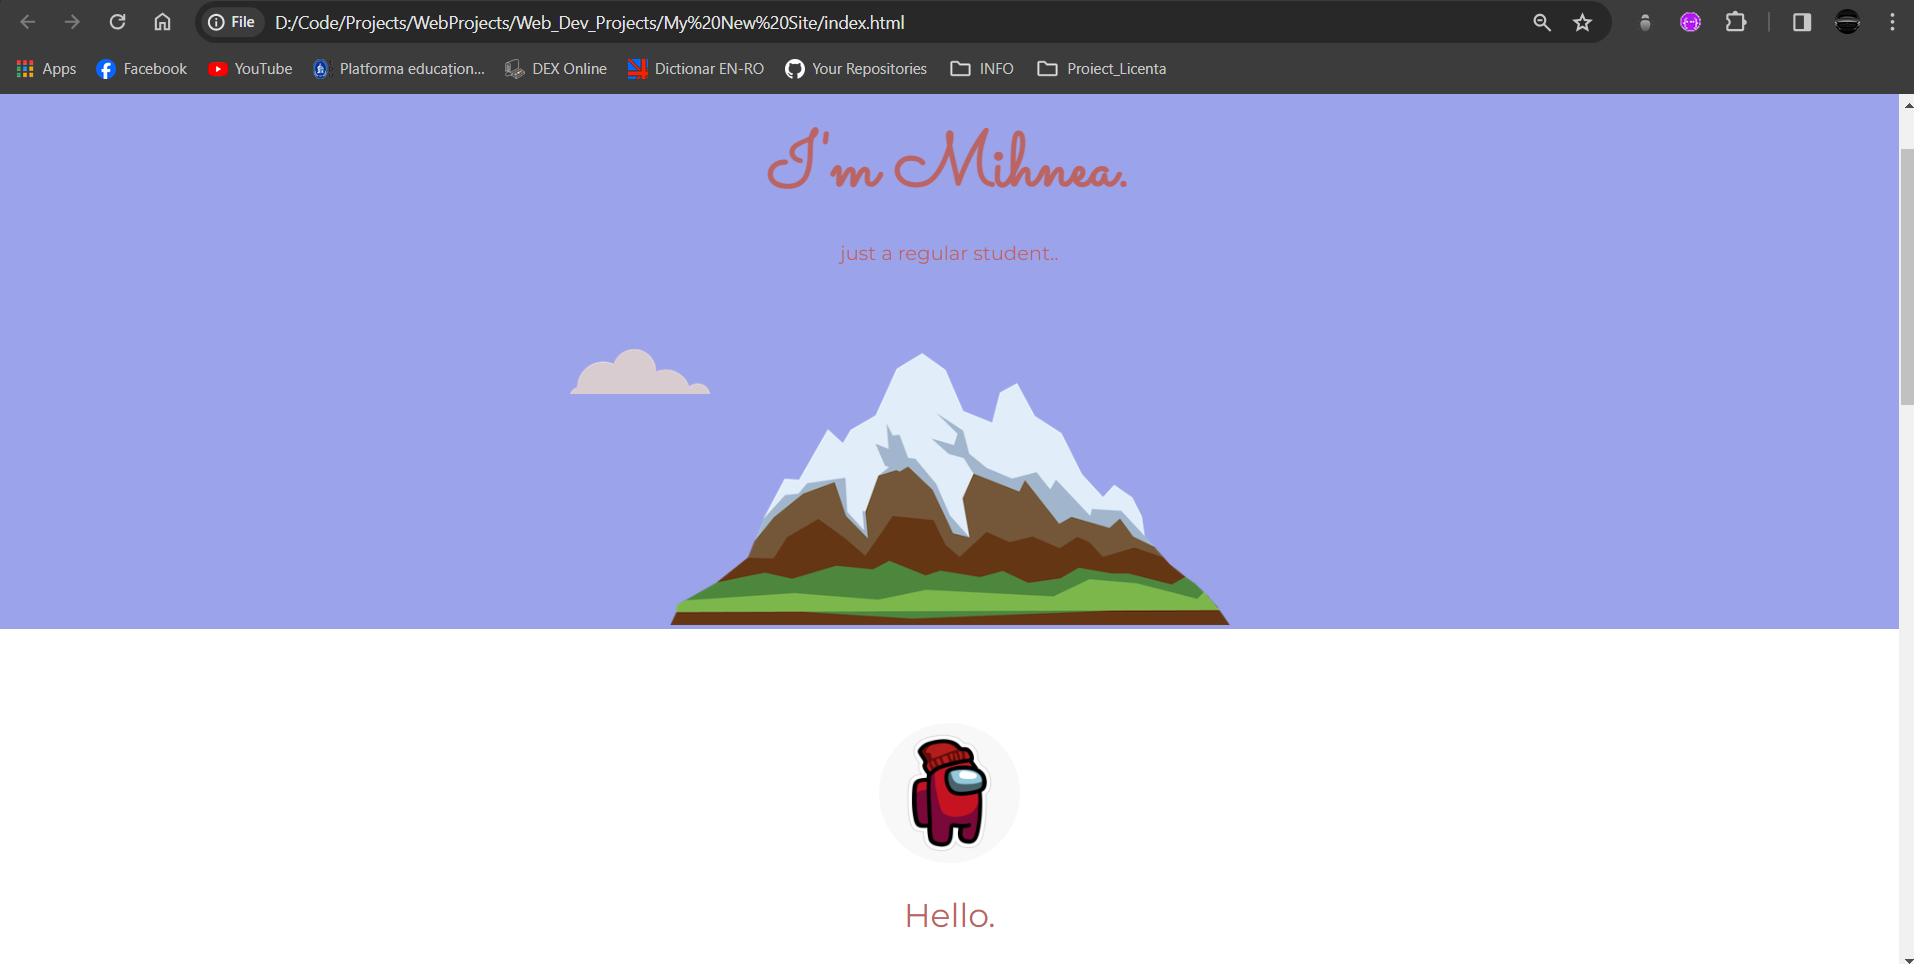 File D:/Code/Projects/WebProjects/Web_Dev_Projects/My%20New%20Site/index.html
Apps Facebook YouTube Platforma educațion... DEX Online Dictionar EN-RO Your Repositories INFO Proiect_Licenta
I'm Mihnea.
just a regular student..
Hello.